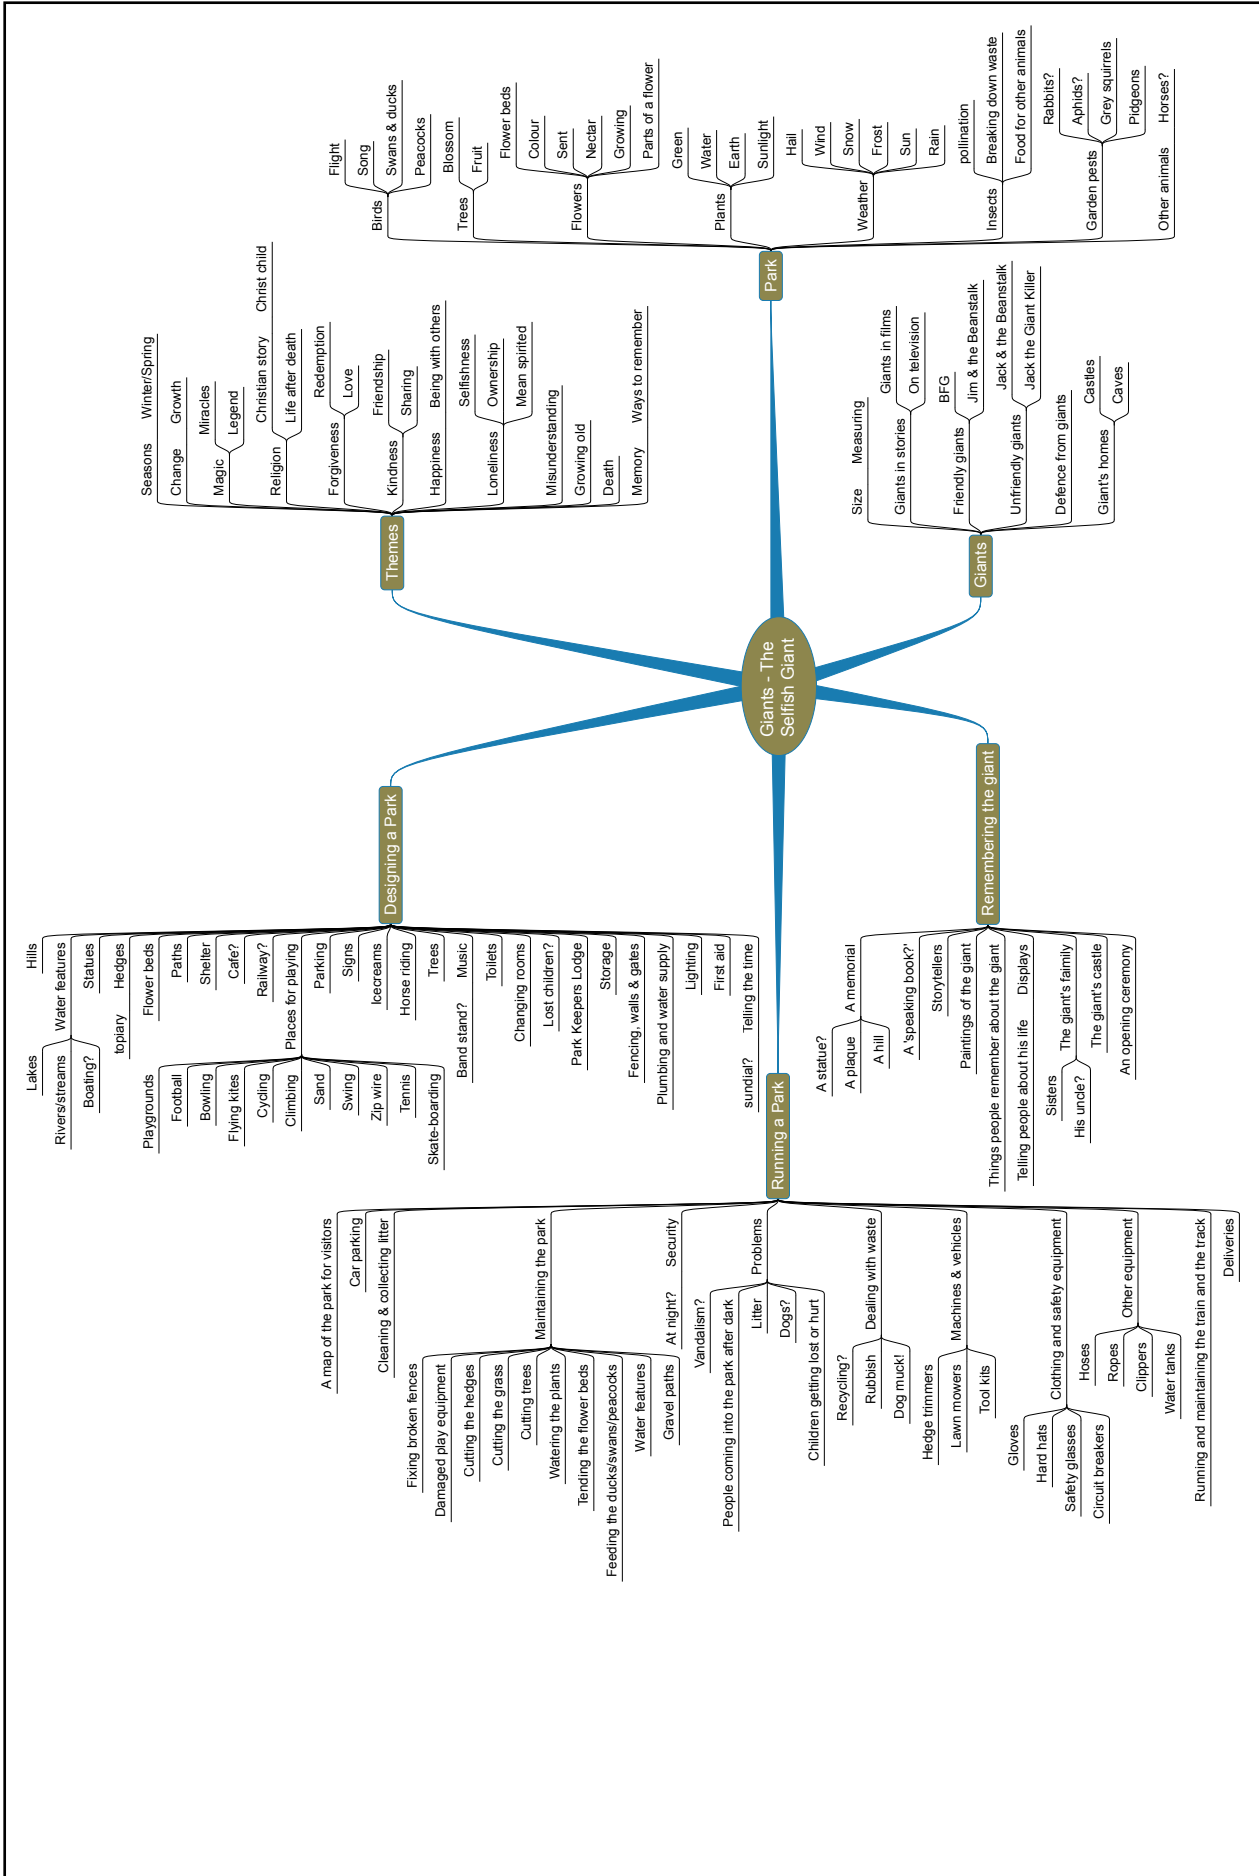 Giants - The
Selfish Giant
Themes
Seasons
Winter/Spring
Change
Growth
Magic
Miracles
Legend
Religion
Christian story
Christ child
Life after death
Forgiveness
Redemption
Love
Kindness
Friendship
Sharing
Happiness
Being with others
Loneliness
Selfishness
Ownership
Mean spirited
Misunderstanding
Growing old
Death
Memory
Ways to remember
Park
Birds
Flight
Song
Swans & ducks
Peacocks
Trees
Blossom
Fruit
Flowers
Flower beds
Colour
Sent
Nectar
Growing
Parts of a flower
Plants
Green
Water
Earth
Sunlight
Weather
Hail
Wind
Snow
Frost
Sun
Rain
Insects
pollination
Breaking down waste
Food for other animals
Garden pests
Rabbits?
Aphids?
Grey squirrels
Pidgeons
Other animals
Horses?
Giants
Size
Measuring
Giants in stories
Giants in films
On television
Friendly giants
BFG
Jim & the Beanstalk
Unfriendly giants
Jack & the Beanstalk
Jack the Giant Killer
Defence from giants
Giant's homes
Castles
Caves
Designing a Park
Hills
Water features
Lakes
Rivers/streams
Boating?
Statues
Hedges
topiary
Flower beds
Paths
Shelter
Cafe?
Railway?
Places for playing
Playgrounds
Football
Bowling
Flying kites
Cycling
Climbing
Sand
Swing
Zip wire
Tennis
Skate-boarding
Parking
Signs
Icecreams
Horse riding
Trees
Music
Band stand?
Toilets
Changing rooms
Lost children?
Park Keepers Lodge
Storage
Fencing, walls & gates
Plumbing and water supply
Lighting
First aid
Telling the time
sundial?
Running a Park
A map of the park for visitors
Car parking
Cleaning & collecting litter
Maintaining the park
Fixing broken fences
Damaged play equipment
Cutting the hedges
Cutting the grass
Cutting trees
Watering the plants
Tending the flower beds
Feeding the ducks/swans/peacocks
Water features
Gravel paths
Security
At night?
Problems
Vandalism?
People coming into the park after dark
Litter
Dogs?
Children getting lost or hurt
Dealing with waste
Recycling?
Rubbish
Dog muck!
Machines & vehicles
Hedge trimmers
Lawn mowers
Tool kits
Clothing and safety equipment
Gloves
Hard hats
Safety glasses
Circuit breakers
Other equipment
Hoses
Ropes
Clippers
Water tanks
Running and maintaining the train and the track
Deliveries
Remembering the giant
A memorial
A statue?
A plaque
A hill
A 'speaking book?'
Storytellers
Paintings of the giant
Things people remember about the giant
Displays
Telling people about his life
The giant's faimily
Sisters
His uncle?
The giant's castle
An opening ceremony